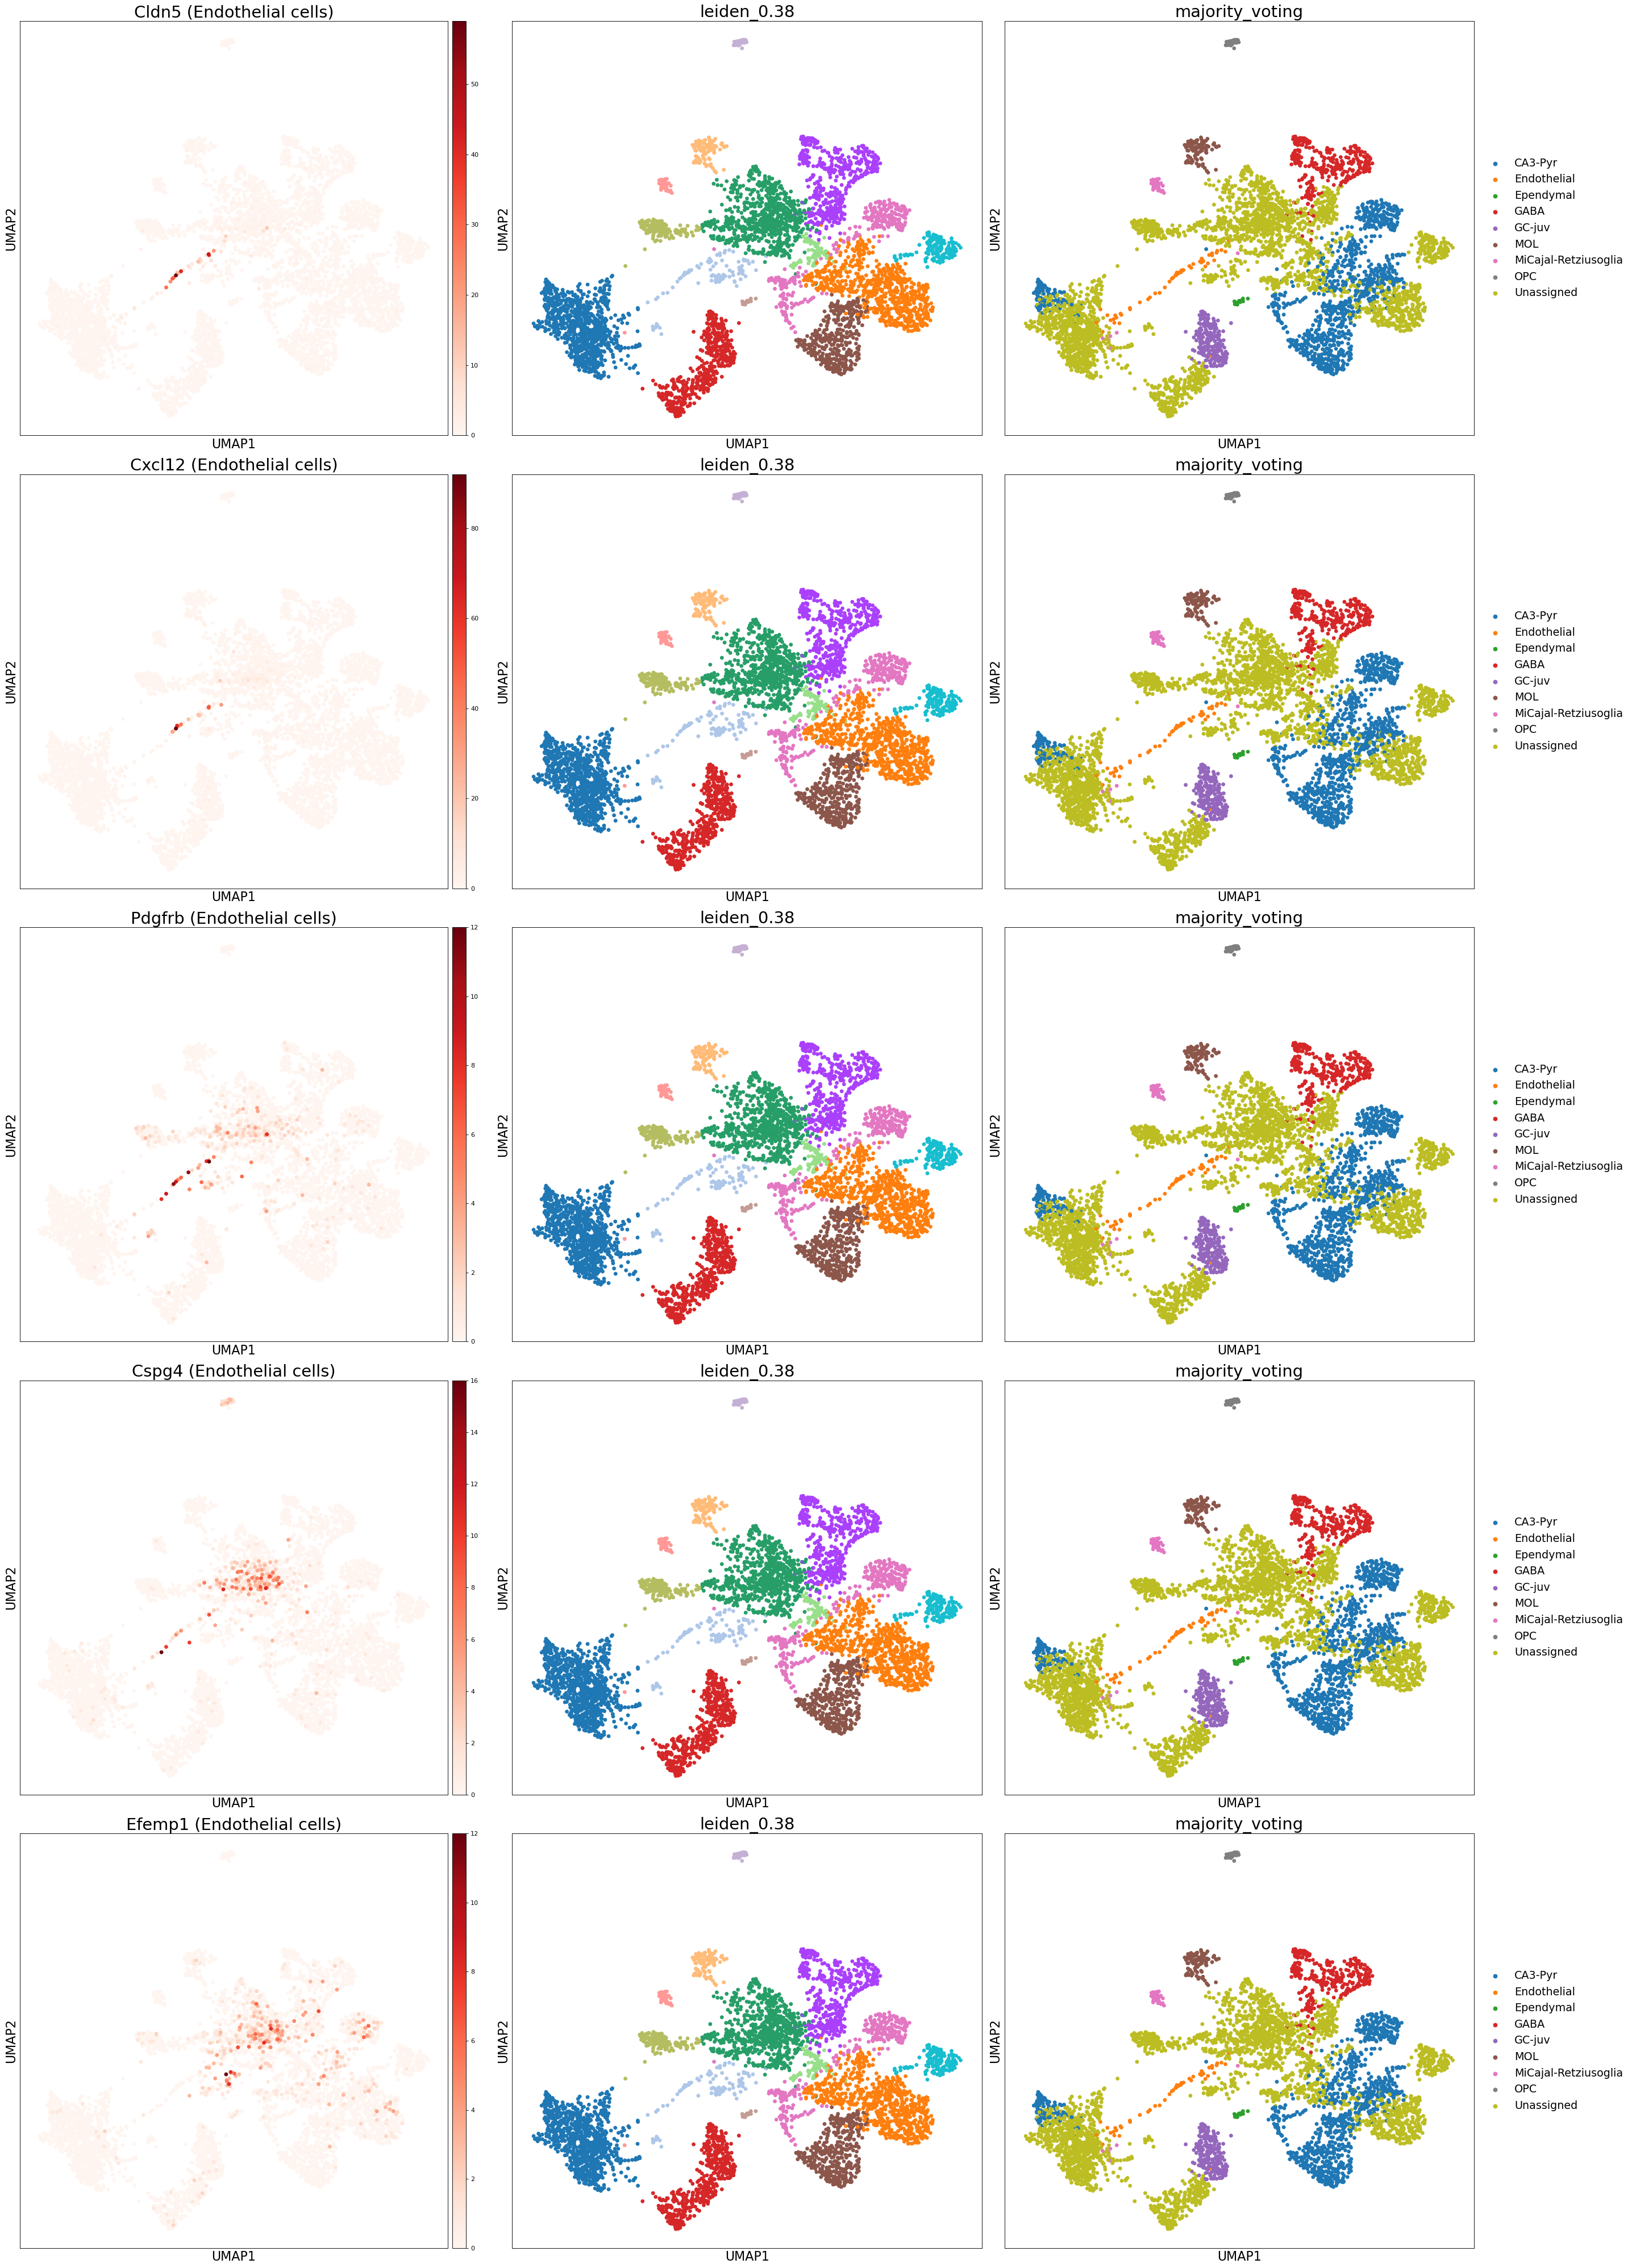 Cldn5 (Endothelial cells)
leiden_0.38
majority_voting
UMAP2
50
40
30
20
10
0
UMAP1
UMAP2
UMAP1
UMAP2
UMAP1
CA3-Pyr
Endothelial
Ependymal
GABA
GC-juv
MOL
MiCajal-Retziusoglia
OPC
Unassigned
Cxcl12 (Endothelial cells)
leiden_0.38
majority_voting
UMAP2
80
60
40
20
0
UMAP1
UMAP2
UMAP1
UMAP2
UMAP1
CA3-Pyr
Endothelial
Ependymal
GABA
GC-juv
MOL
MiCajal-Retziusoglia
OPC
Unassigned
Pdgfrb (Endothelial cells)
leiden_0.38
majority_voting
UMAP2
12
10
8
6
4
2
0
UMAP1
UMAP2
UMAP1
UMAP2
UMAP1
CA3-Pyr
Endothelial
Ependymal
GABA
GC-juv
MOL
MiCajal-Retziusoglia
OPC
Unassigned
Cspg4 (Endothelial cells)
leiden_0.38
majority_voting
UMAP2
16
14
12
10
8
6
4
2
0
UMAP1
UMAP2
UMAP1
UMAP2
UMAP1
CA3-Pyr
Endothelial
Ependymal
GABA
GC-juv
MOL
MiCajal-Retziusoglia
OPC
Unassigned
Efemp1 (Endothelial cells)
leiden_0.38
majority_voting
UMAP2
12
10
8
6
4
2
0
UMAP1
UMAP2
UMAP1
UMAP2
UMAP1
CA3-Pyr
Endothelial
Ependymal
GABA
GC-juv
MOL
MiCajal-Retziusoglia
OPC
Unassigned